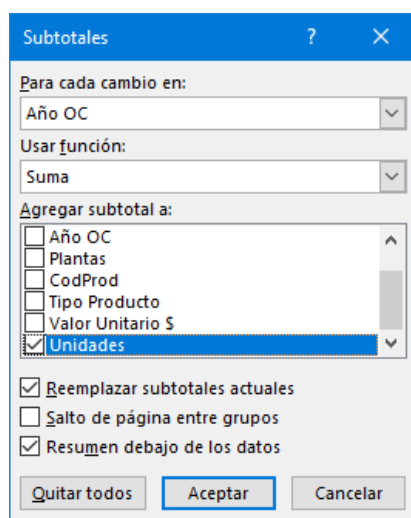 Subtotales ?
Para cada cambio en:
Año OC
Usar función:
Suma
Agregar subtotal a:
Año OC
Plantas
CodProd
Tipo Producto
Valor Unitario $
Unidades
Reemplazar subtotales actuales
Salto de página entre grupos
Resumen debajo de los datos
Quitar todos Aceptar Cancelar